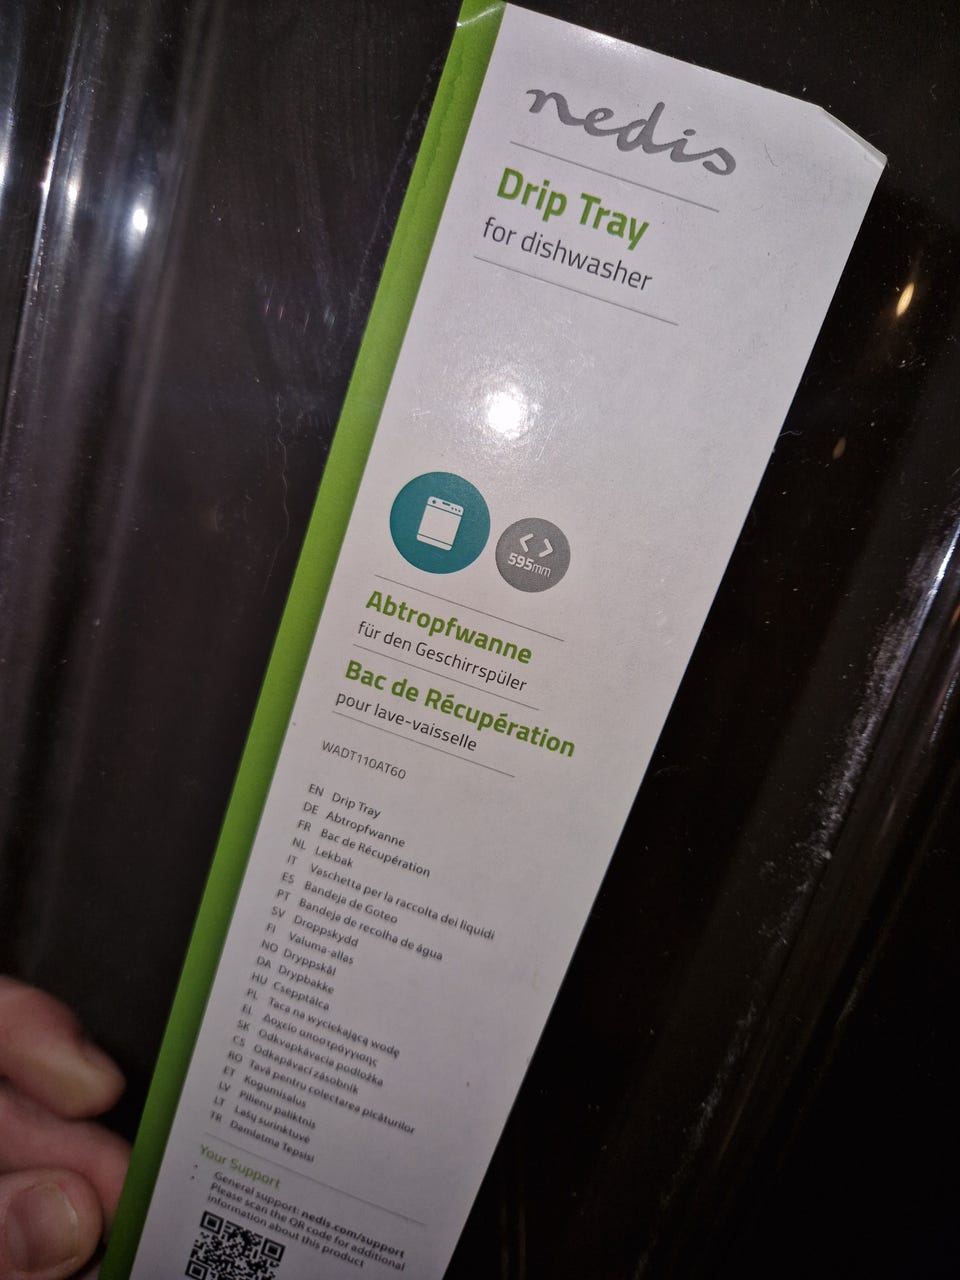 nedis
Drip Tray
for dishwasher
595mm
Abtropfwanne
für den Geschirrspüler
Bac de Récupération
pour lave-vaisselle
WADT110AT60
EN Drip Tray
DE Abtropfwanne
FR Bac de Récupération
NL Lekbak
IT Vaschetta per la raccolta dei liquidi
ES Bandeja de Goteo
PT Bandeja de recolha de água
SV Droppskydd
FI Valuma-allas
NO Dryppskål
DA Drypbakke
HU Csepptálca
PL Taca na wyciekającą wodę
EL Δοχείο αποστράγγισης
SK Odkvapkávacia podložka
CS Odkapávací zásobník
RO Tavă pentru colectarea picăturilor
ET Kogumisalus
LV Pilienu paliktnis
LT Lašų surinktuvė
TR Damlatma Tepsisi
Your Support
General support: nedis.com/support
Please scan the QR code for additional
information about this product